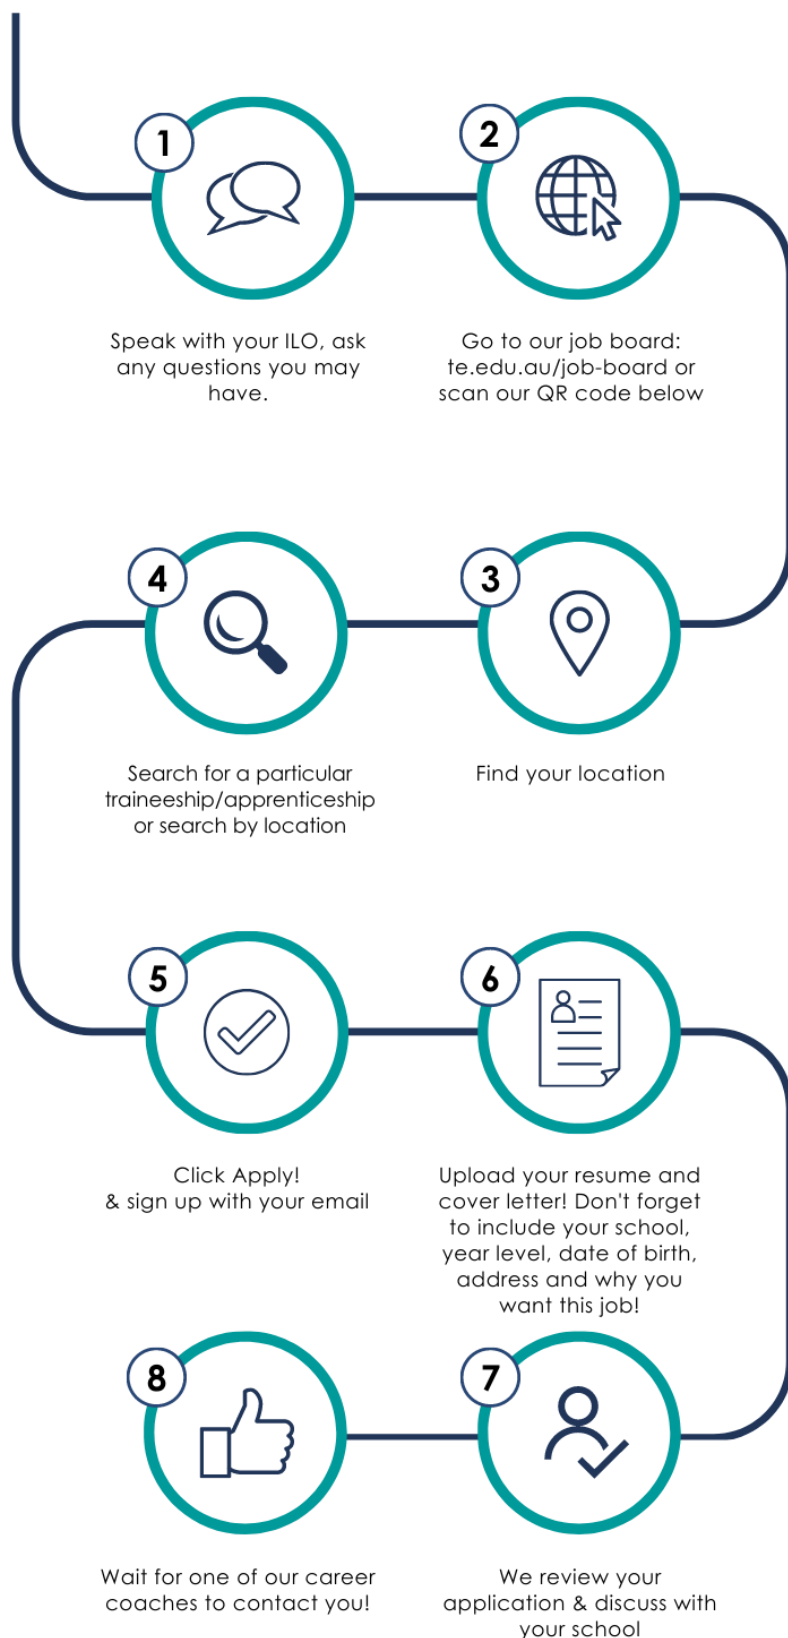 1
Speak with your ILO, ask
any questions you may
have.
2
Go to our job board:
te.edu.au/job-board or
scan our QR code below
3
Find your location
4
Search for a particular
traineeship/apprenticeship
or search by location
5
Click Apply!
& sign up with your email
6
Upload your resume and
cover letter! Don't forget
to include your school,
year level, date of birth,
address and why you
want this job!
7
We review your
application & discuss with
your school
8
Wait for one of our career
coaches to contact you!